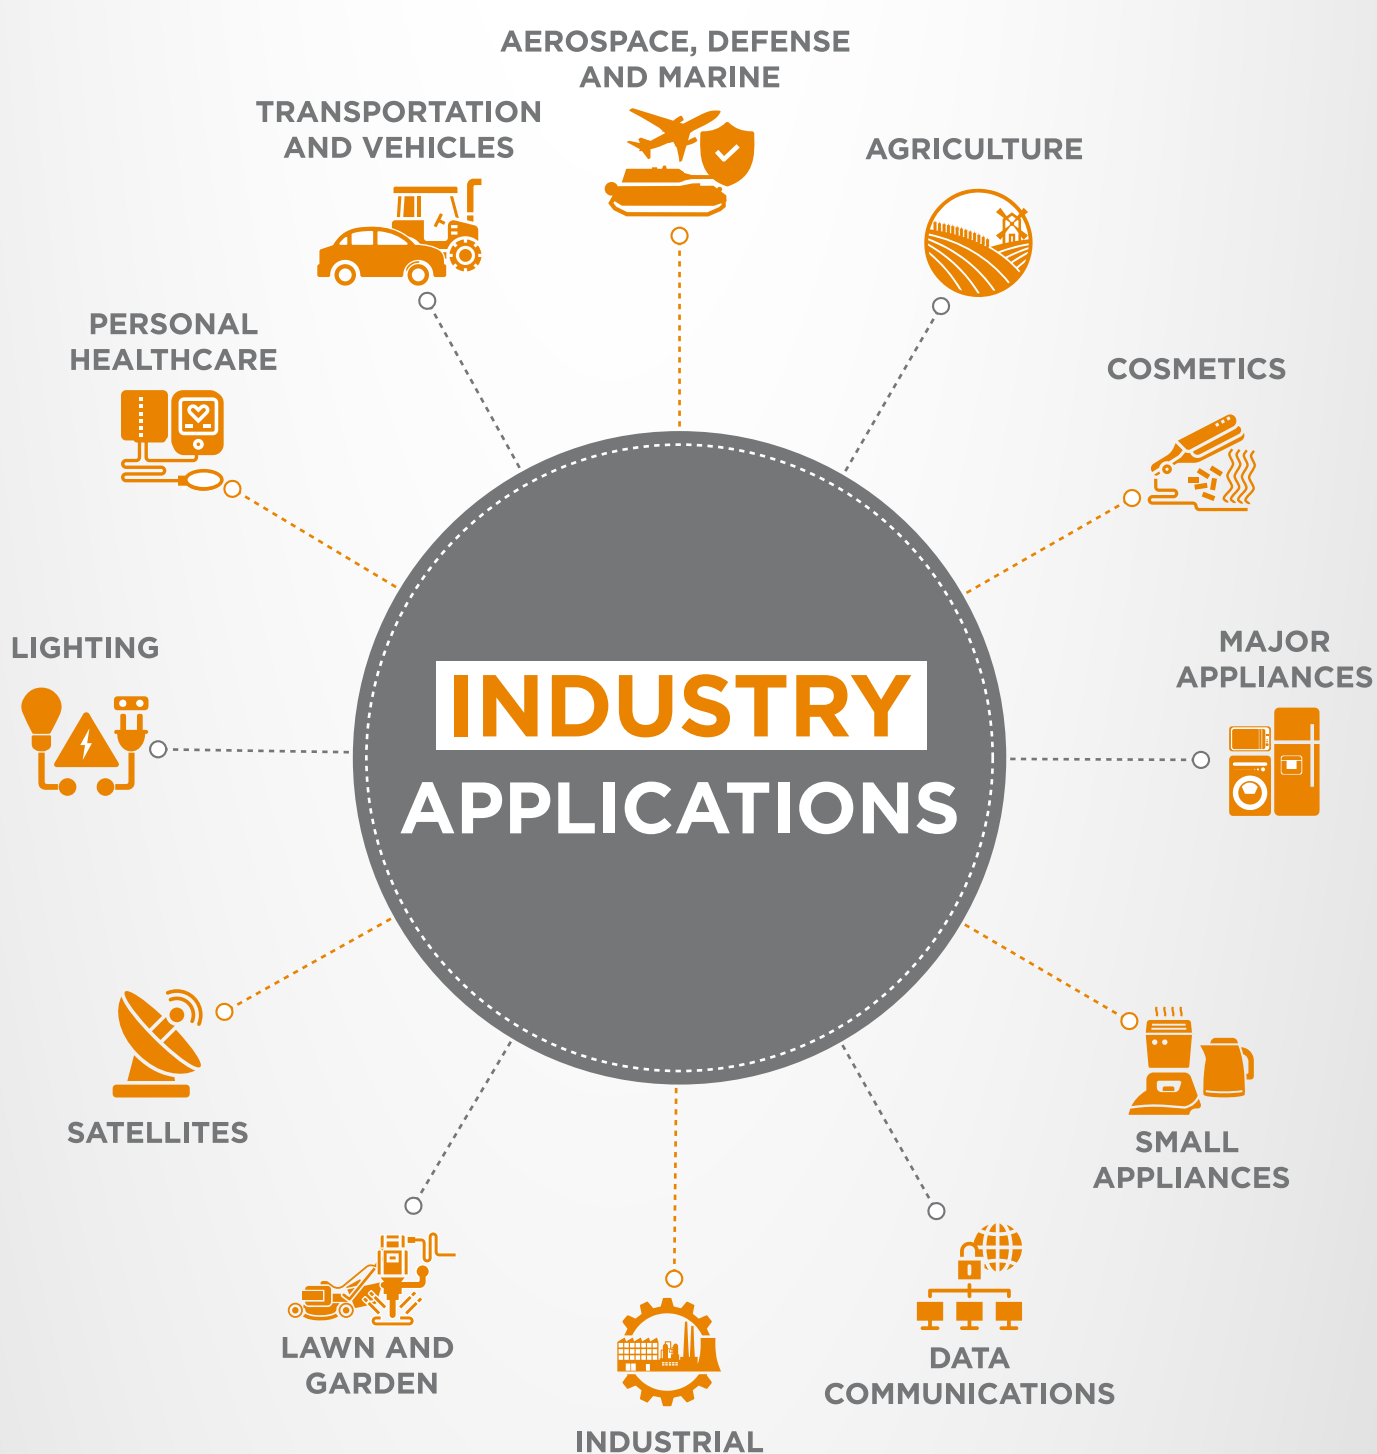 AEROSPACE, DEFENSE
AND MARINE
TRANSPORTATION
AND VEHICLES
AGRICULTURE
PERSONAL
HEALTHCARE
COSMETICS
LIGHTING
MAJOR
APPLIANCES
INDUSTRY
APPLICATIONS
SATELLITES
SMALL
APPLIANCES
LAWN AND
GARDEN
DATA
COMMUNICATIONS
INDUSTRIAL